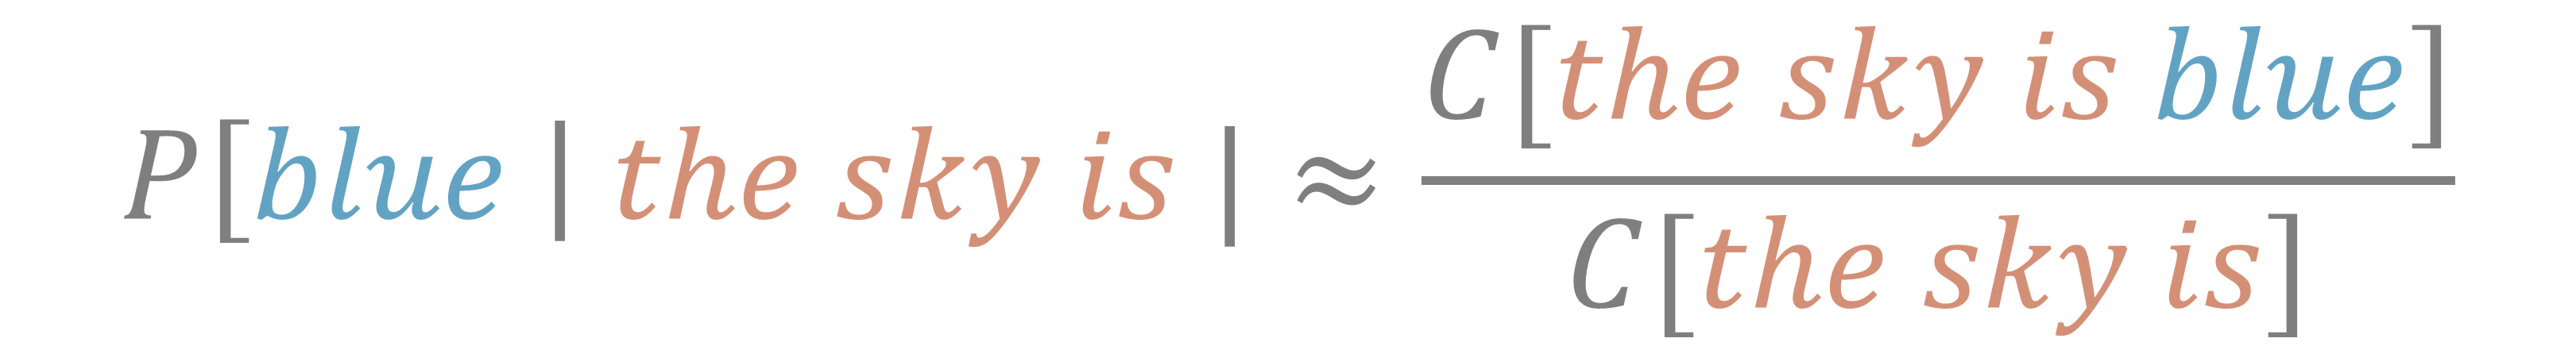 C[the sky is blue]
P[blue | the sky is | ≈
C[the sky is]